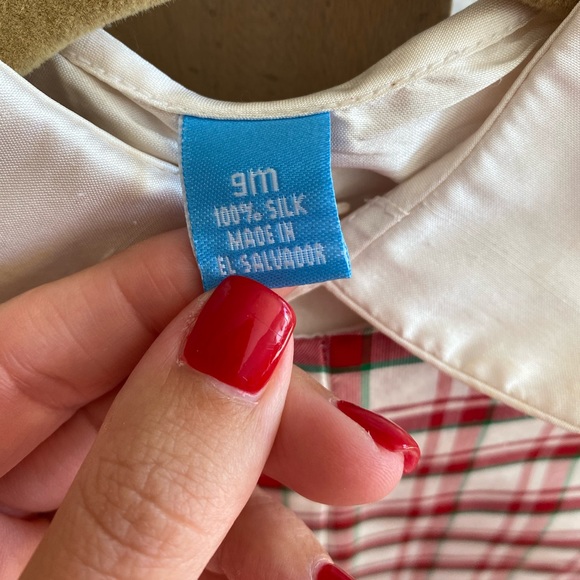 9m
100% SILK
MADE IN
EL SALVADOR